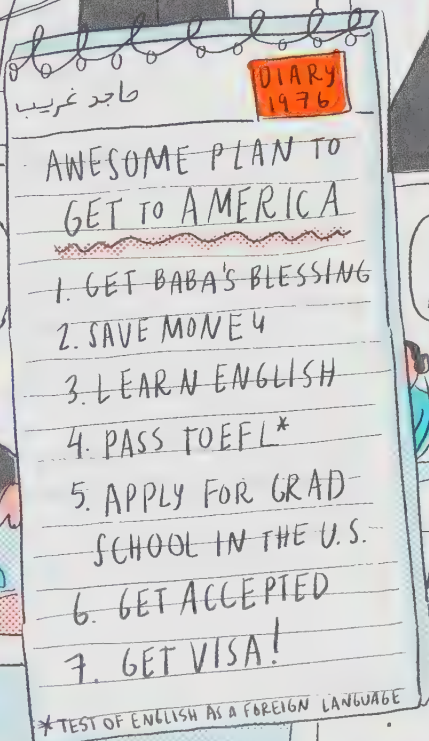 DIARY
1976
ماجد غريب
AWESOME PLAN TO
GET TO AMERICA
1. GET BABA'S BLESSING
2. SAVE MONEY
3. LEARN ENGLISH
4. PASS TOEFL*
5. APPLY FOR GRAD
SCHOOL IN THE U.S.
6. GET ACCEPTED
7. GET VISA!
* TEST OF ENGLISH AS A FOREIGN LANGUAGE